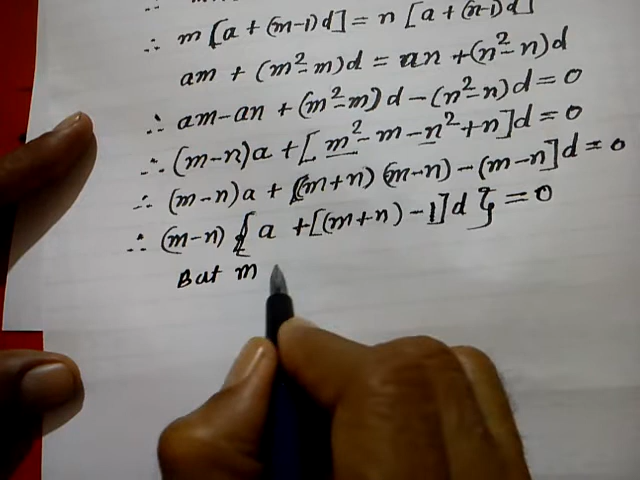 ∴ m[a + (m-1)d] = n[a + (n-1)d]
am + (m²-m)d = an + (n²-n)d
∴ am-an + (m²-m)d - (n²-n)d = 0
∴ (m-n)a + [m²-m-n²+n]d = 0
∴ (m-n)a + [(m+n)(m-n) - (m-n]d = 0
∴ (m-n){a + [(m+n)-1]d} = 0
But m